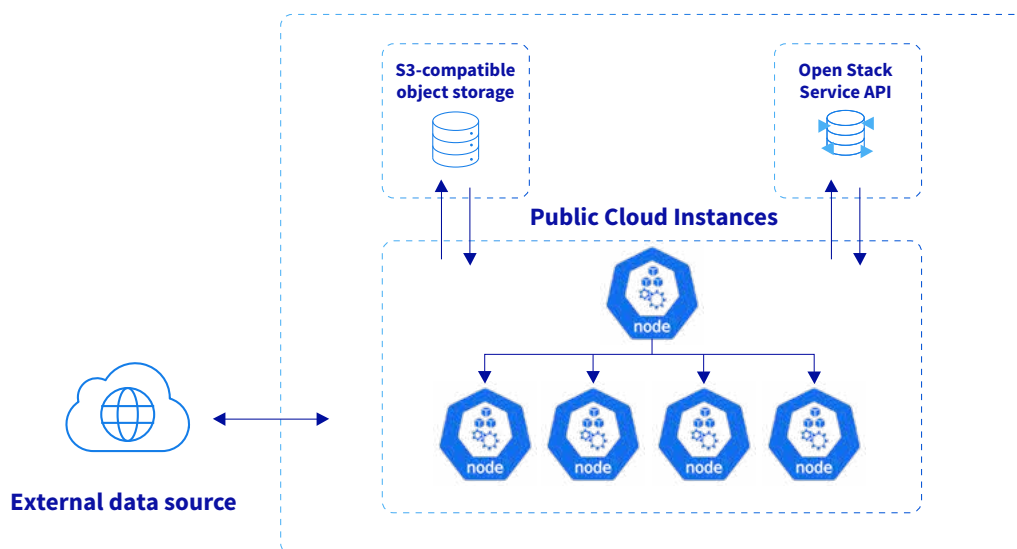 S3-compatible
object storage
Open Stack
Service API
Public Cloud Instances
node
node
node
node
node
External data source